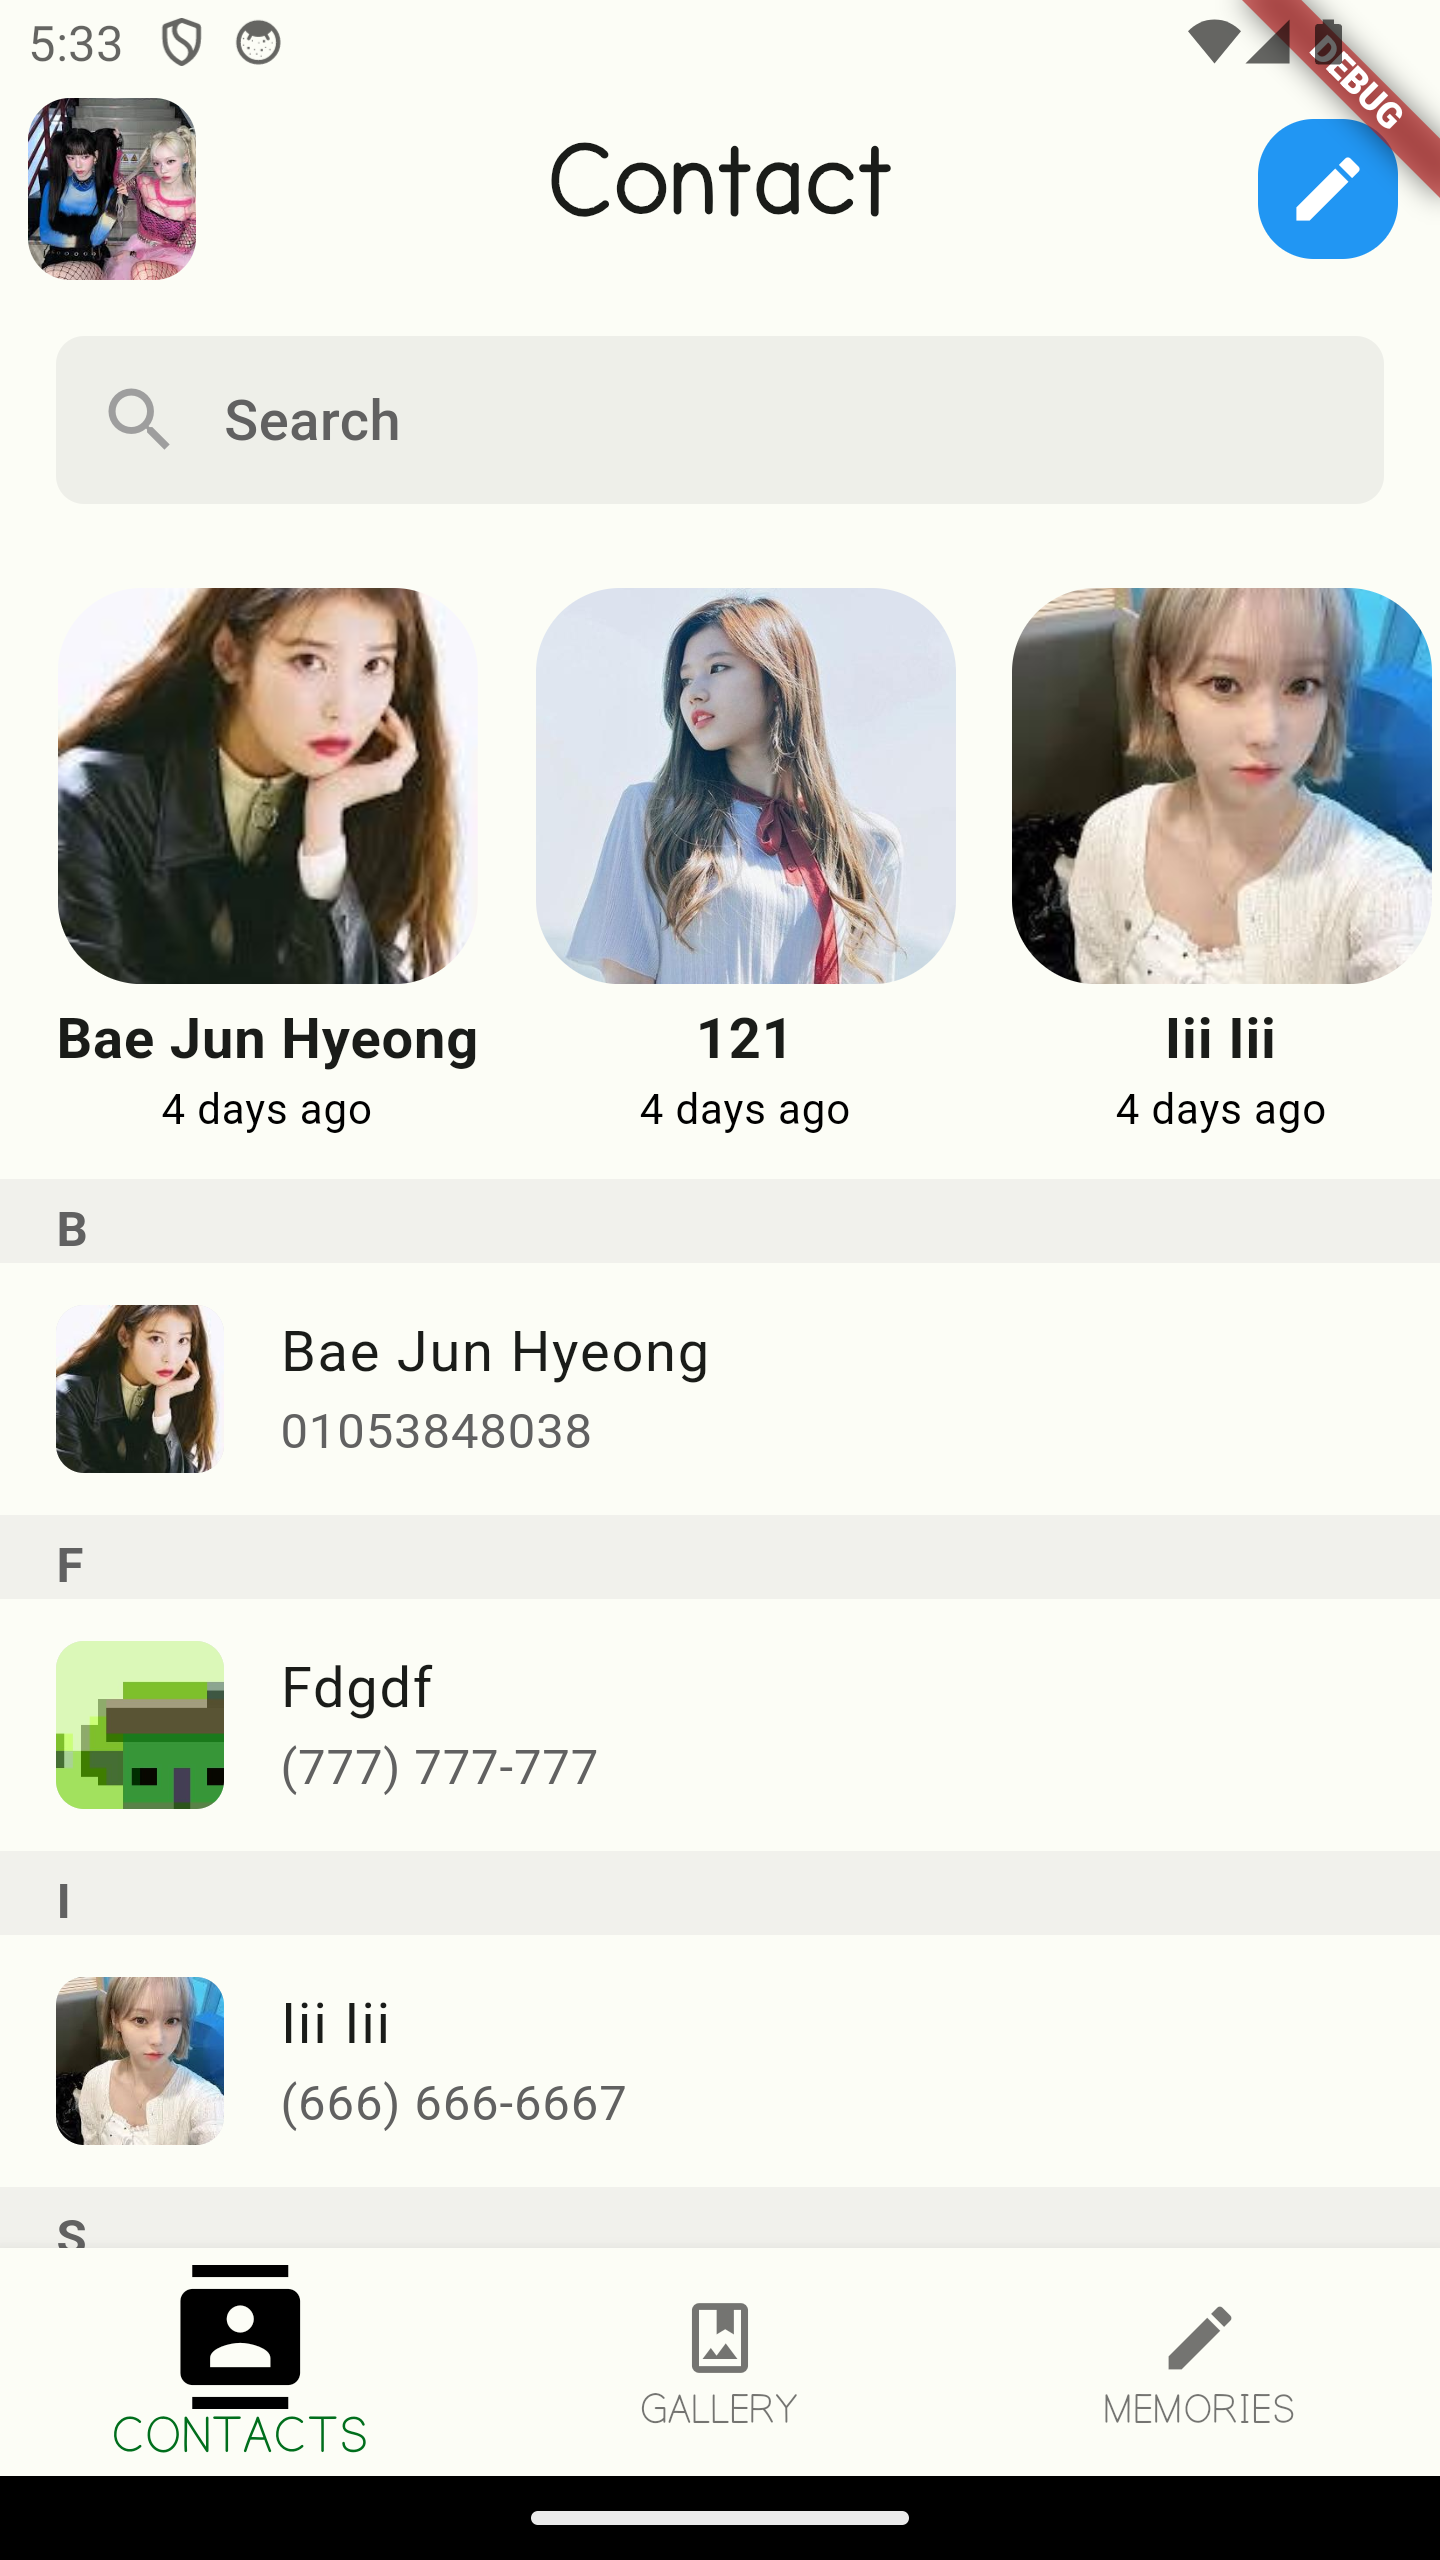 5:33
DEBUG
Contact
Search
Bae Jun Hyeong
121
Iii Iii
4 days ago
4 days ago
4 days ago
B
Bae Jun Hyeong
01053848038
F
Fdgdf
(777) 777-777
I
Iii Iii
(666) 666-6667
S
CONTACTS
GALLERY
MEMORIES